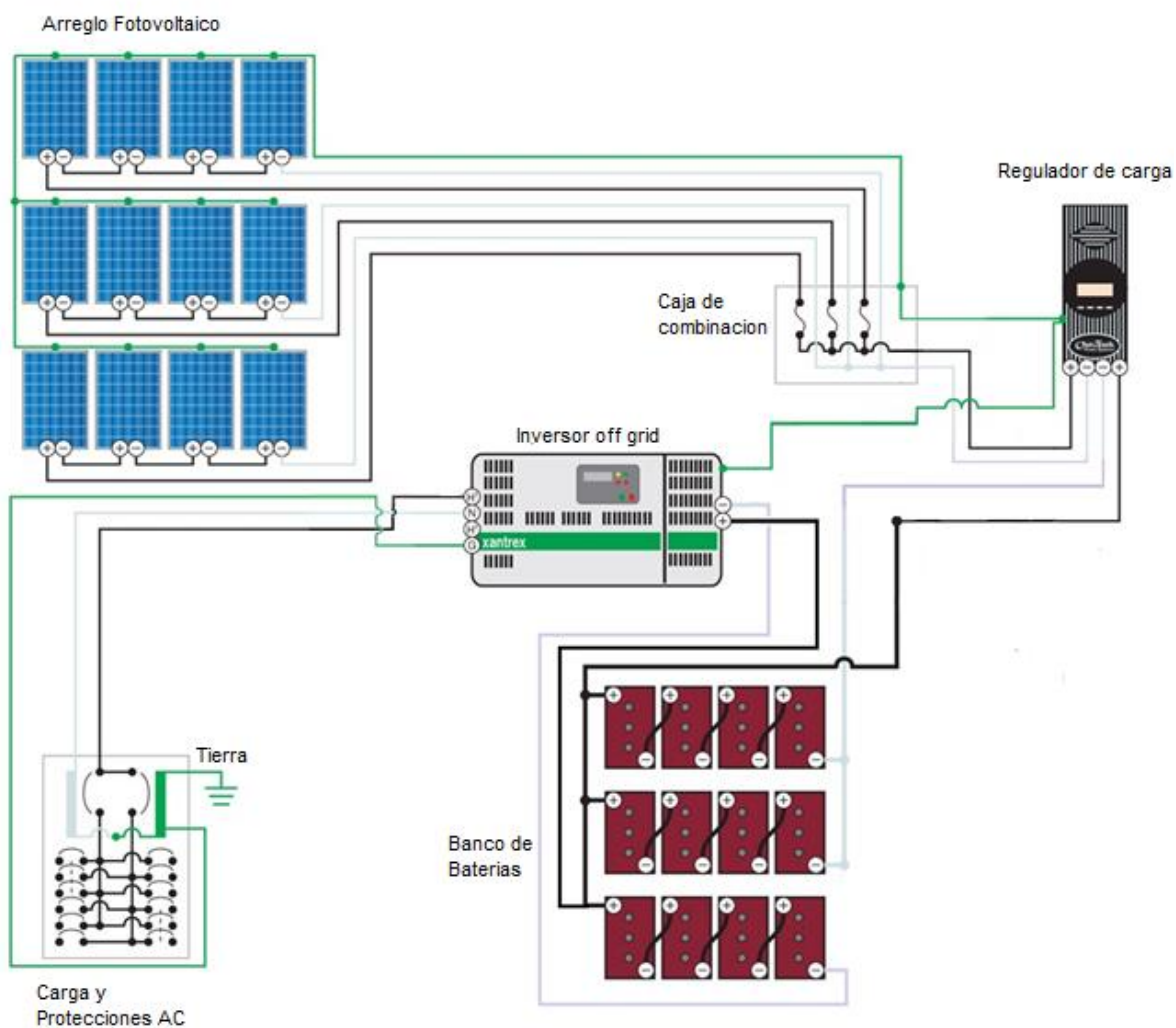 Arreglo Fotovoltaico
Regulador de carga
Caja de
combinacion
Inversor off grid
H'
N
H'
G
xantrex
Tierra
Banco de
Baterias
Carga y
Protecciones AC